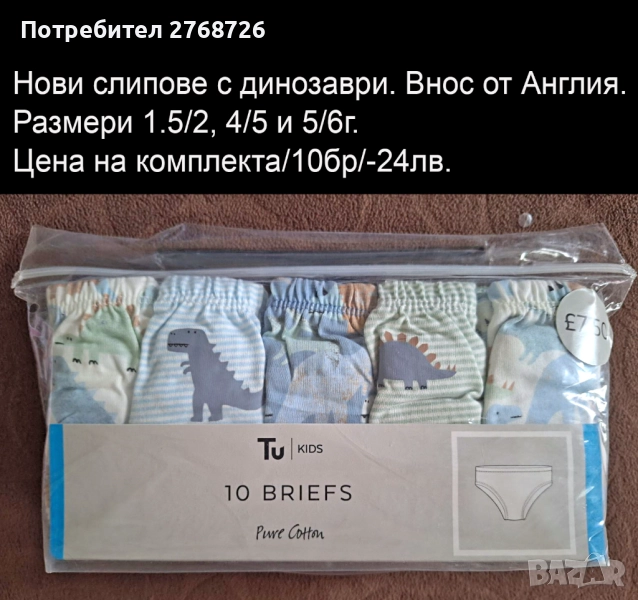 Потребител 2768726
Нови слипове с динозаври. Внос от Англия.
Размери 1.5/2, 4/5 и 5/6г.
Цена на комплекта/10бр/-24лв.
£7.50
Tu | KIDS
10 BRIEFS
Pure Cotton
BAZAR